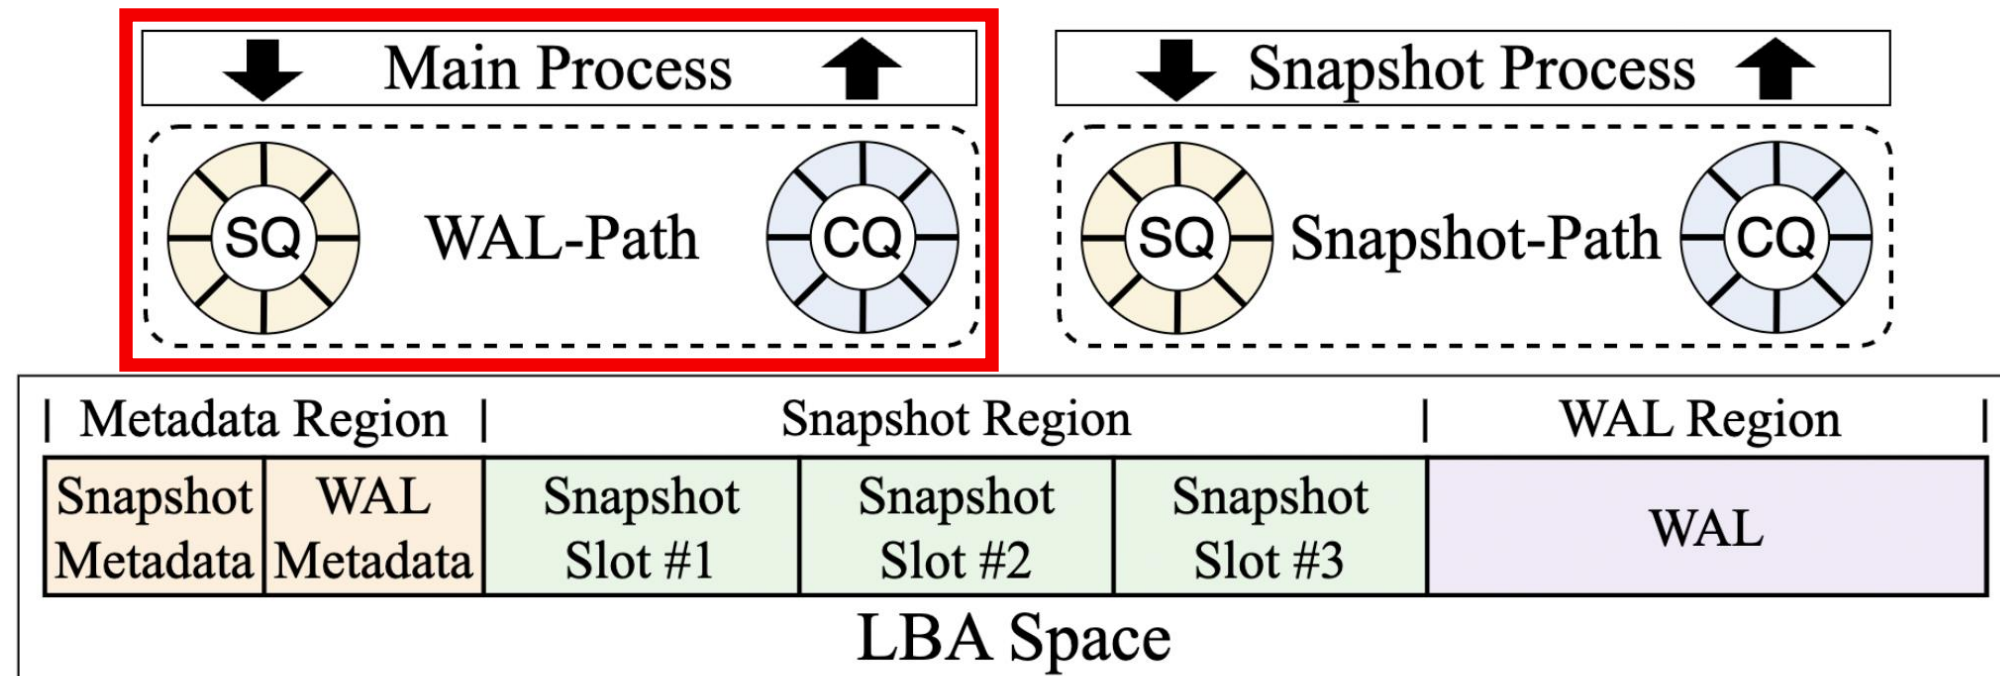 Main Process
Snapshot Process
SQ
WAL-Path
CQ
SQ
Snapshot-Path
CQ
| Metadata Region |
Snapshot Region
| WAL Region |
Snapshot
Metadata
WAL
Metadata
Snapshot
Slot #1
Snapshot
Slot #2
Snapshot
Slot #3
WAL
LBA Space